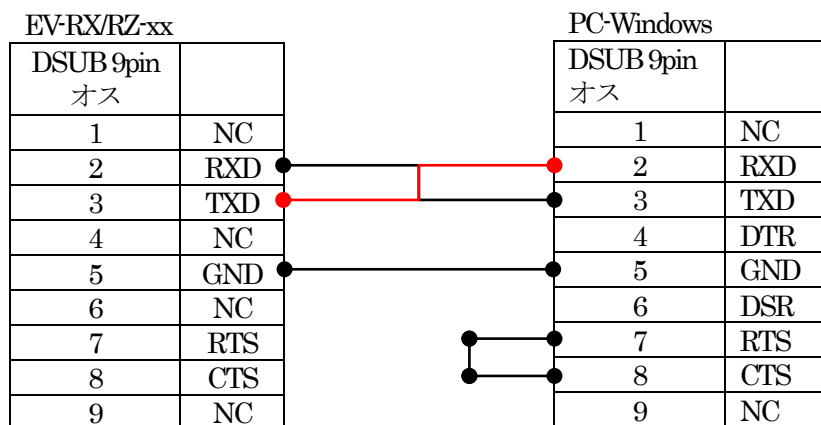 EV-RX/RZ-xx
DSUB 9pin
オス
1 NC
2 RXD
3 TXD
4 NC
5 GND
6 NC
7 RTS
8 CTS
9 NC
PC-Windows
DSUB 9pin
オス
1 NC
2 RXD
3 TXD
4 DTR
5 GND
6 DSR
7 RTS
8 CTS
9 NC